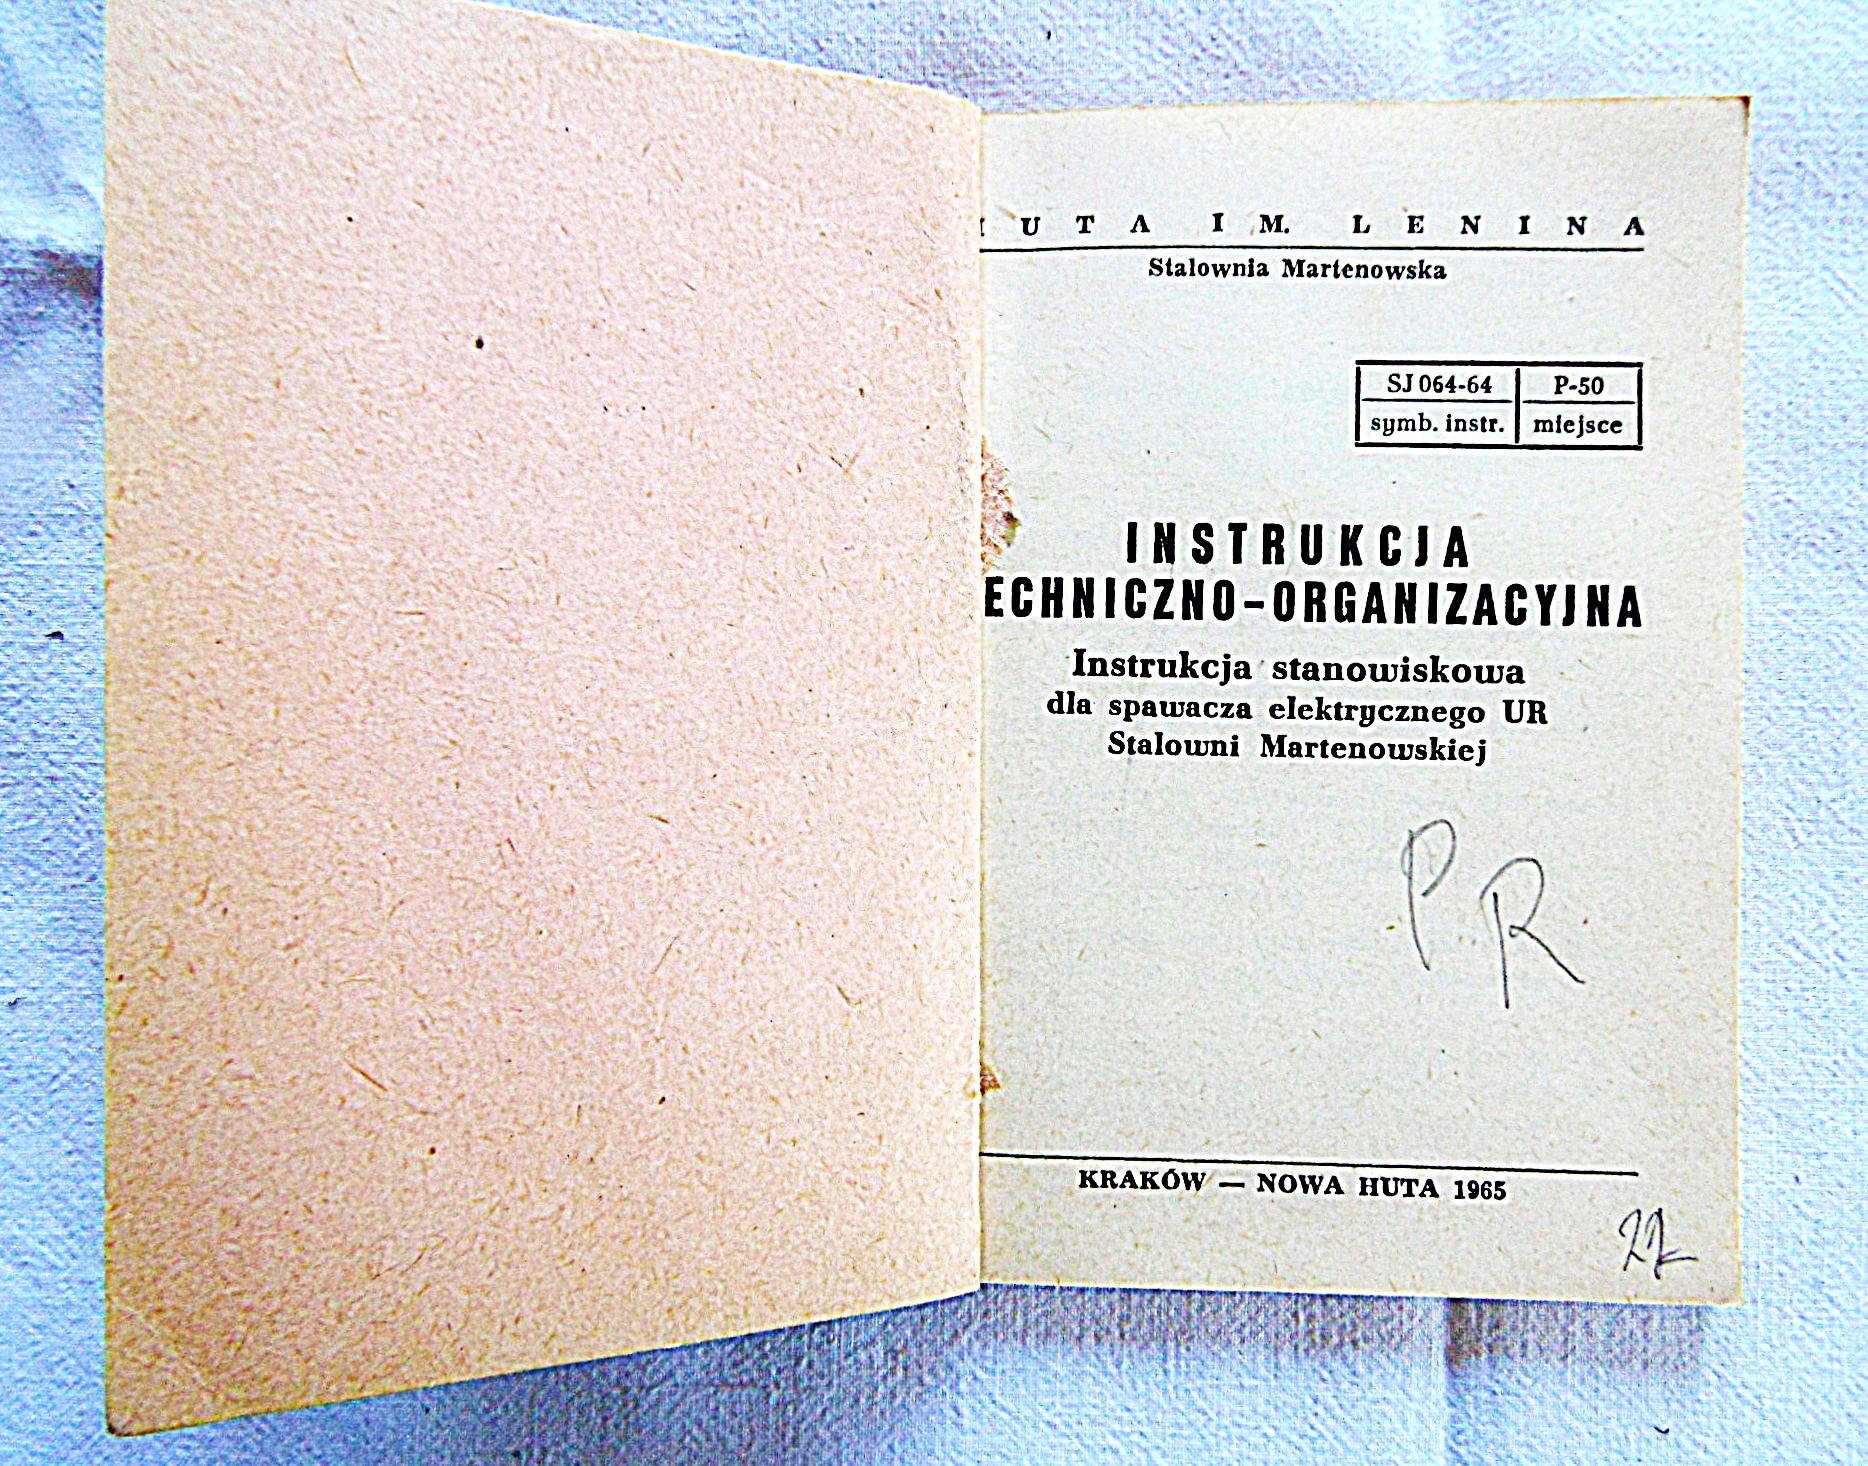 HUTA IM. LENINA
Stalownia Martenowska
SJ 064-64 P-50
symb. instr. miejsce
INSTRUKCJA
ECHNICZNO-ORGANIZACYJNA
Instrukcja stanowiskowa
dla spawacza elektrycznego UR
Stalowni Martenowskiej
P R
KRAKÓW — NOWA HUTA 1965